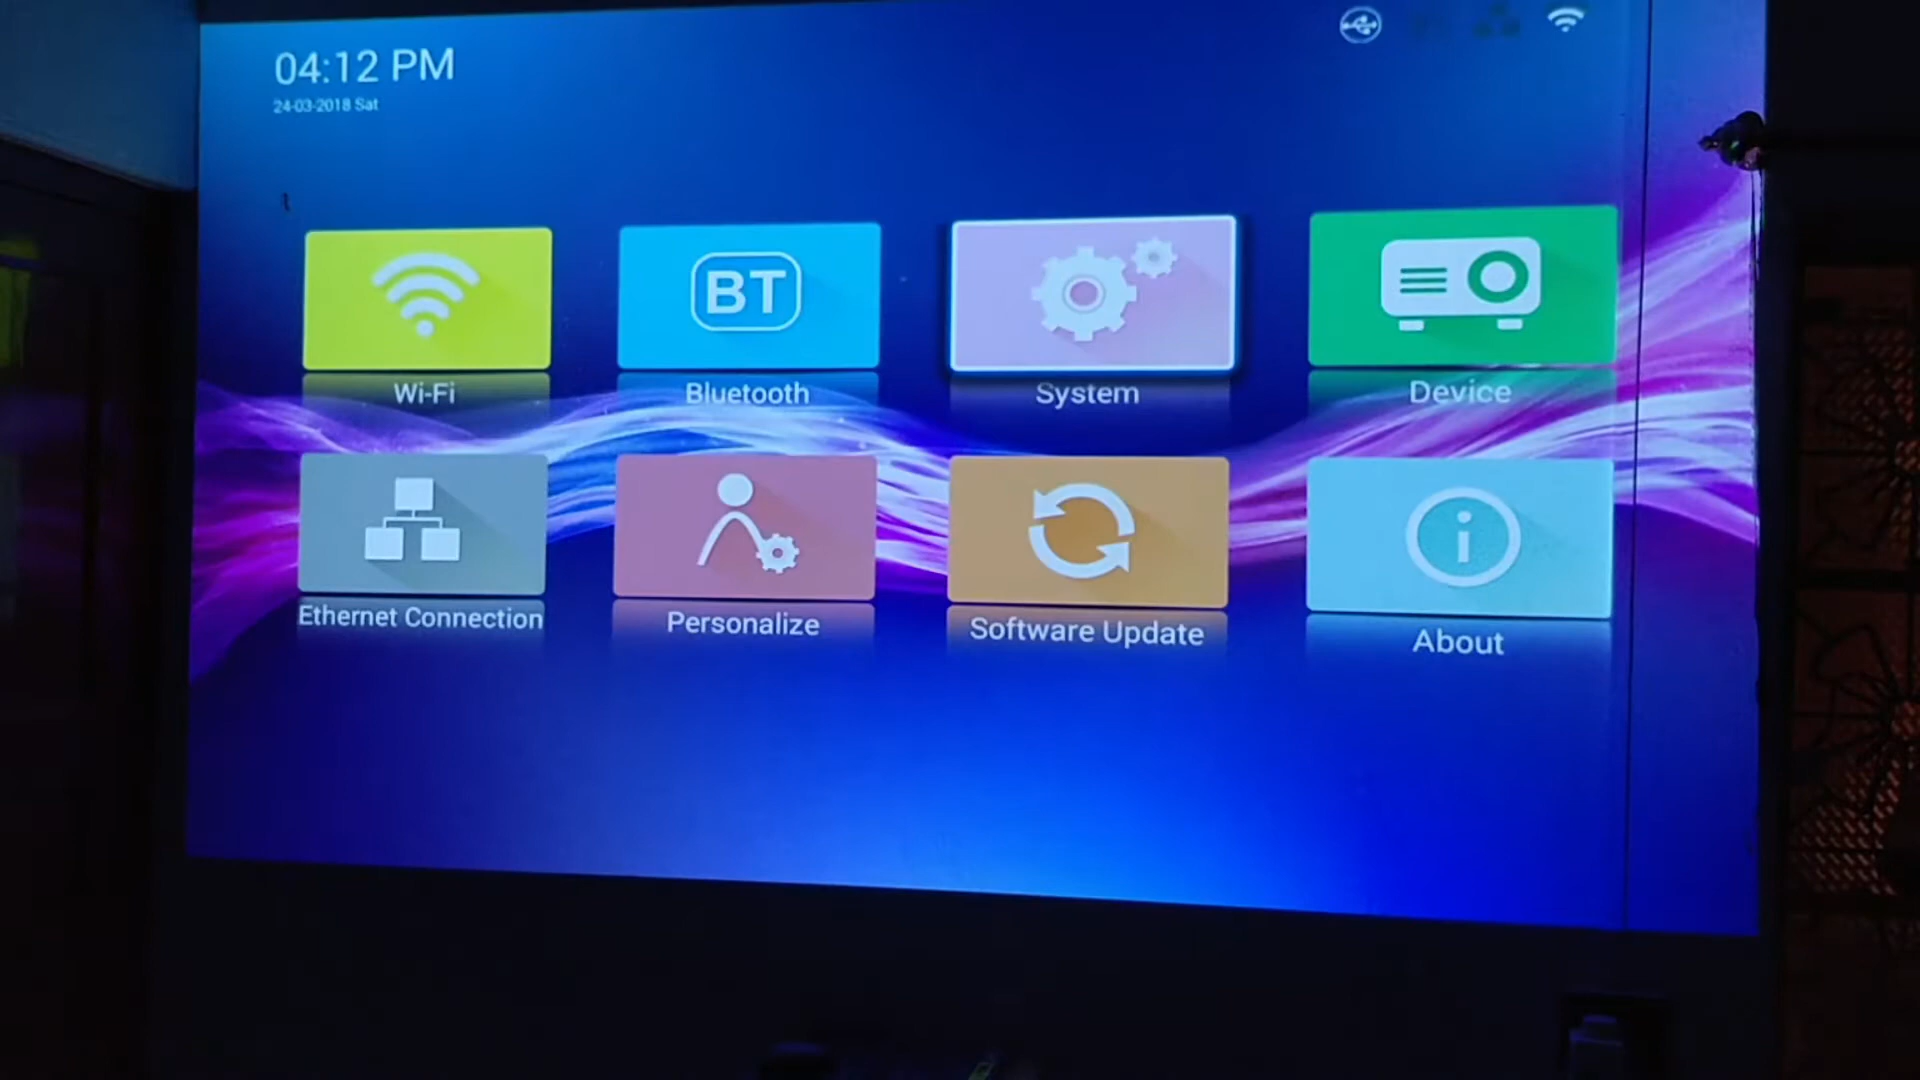 04:12 PM
24-03-2018 Sat
BT
Wi-Fi
Bluetooth
System
Device
Ethernet Connection
Personalize
Software Update
About